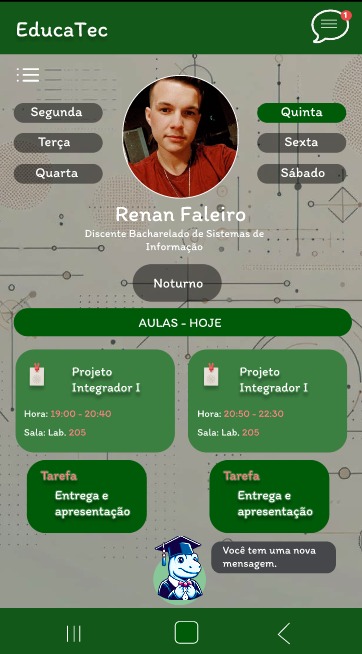 EducaTec
1
Segunda
Quinta
Terça
Sexta
Quarta
Sábado
Renan Faleiro
Discente Bacharelado de Sistemas de
Informação
Noturno
AULAS - HOJE
Projeto
Integrador I
Hora: 19:00 - 20:40
Sala: Lab. 205
Projeto
Integrador I
Hora: 20:50 - 22:30
Sala: Lab. 205
Tarefa
Entrega e
apresentação
Tarefa
Entrega e
apresentação
Você tem uma nova
mensagem.